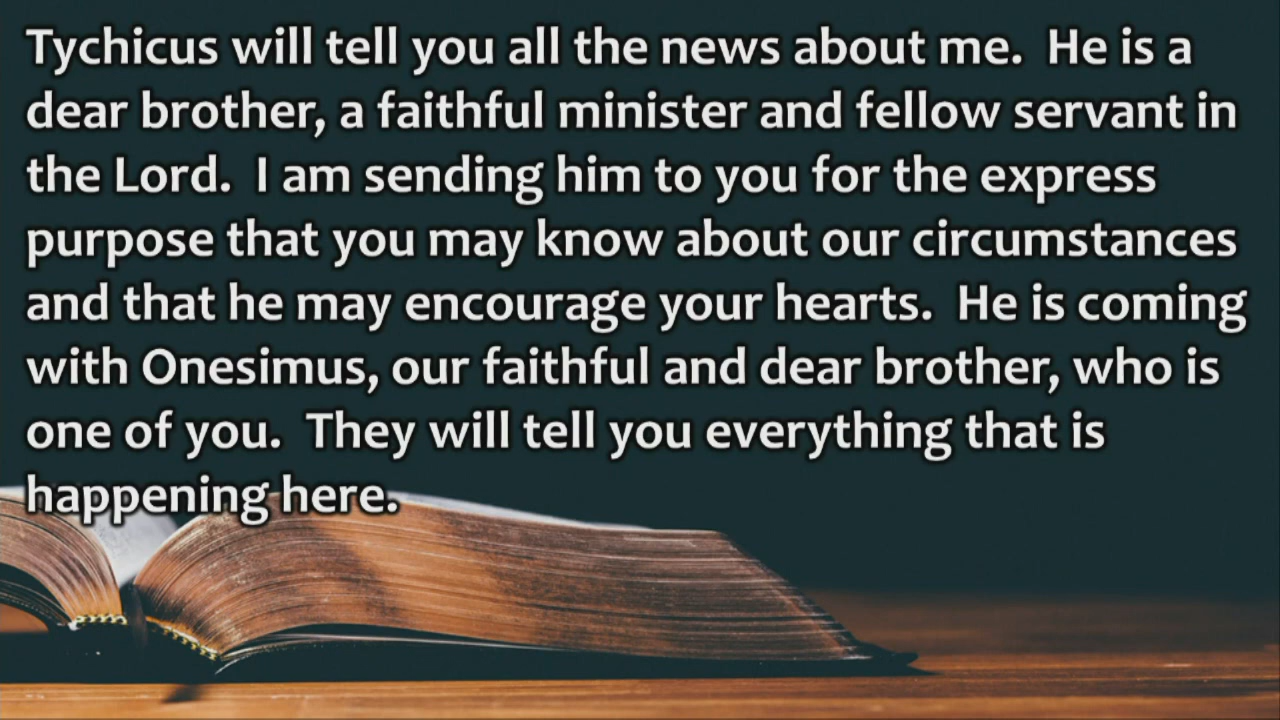 Tychicus will tell you all the news about me.  He is a
dear brother, a faithful minister and fellow servant in
the Lord.  I am sending him to you for the express
purpose that you may know about our circumstances
and that he may encourage your hearts.  He is coming
with Onesimus, our faithful and dear brother, who is
one of you.  They will tell you everything that is
happening here.